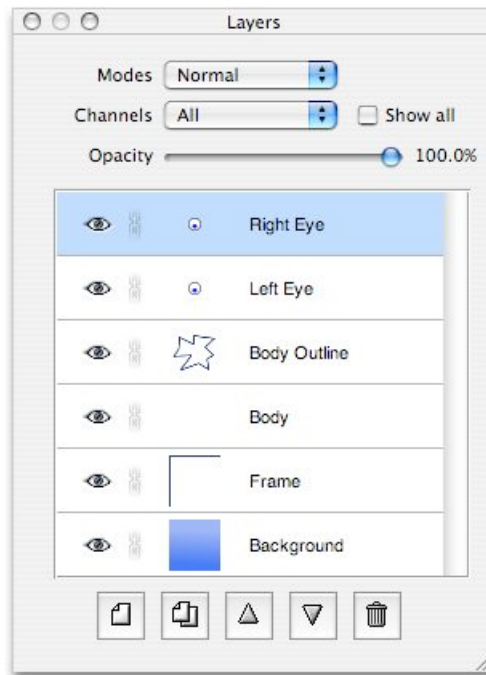 Layers
Modes Normal
Channels All Show all
Opacity 100.0%
Right Eye
Left Eye
Body Outline
Body
Frame
Background